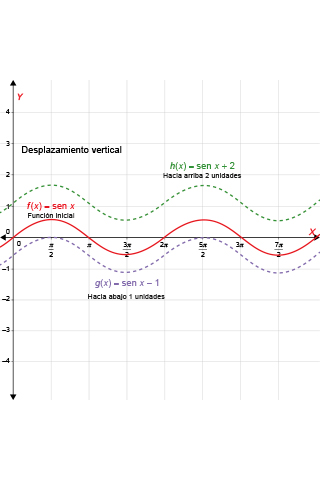 Y
4
3
Desplazamiento vertical
h(x) = sen x + 2
2
Hacia arriba 2 unidades
f(x) = sen x
1
Función inicial
0
X
0
π/2
π
3π/2
2π
5π/2
3π
7π/2
−1
g(x) = sen x − 1
Hacia abajo 1 unidades
−2
−3
−4